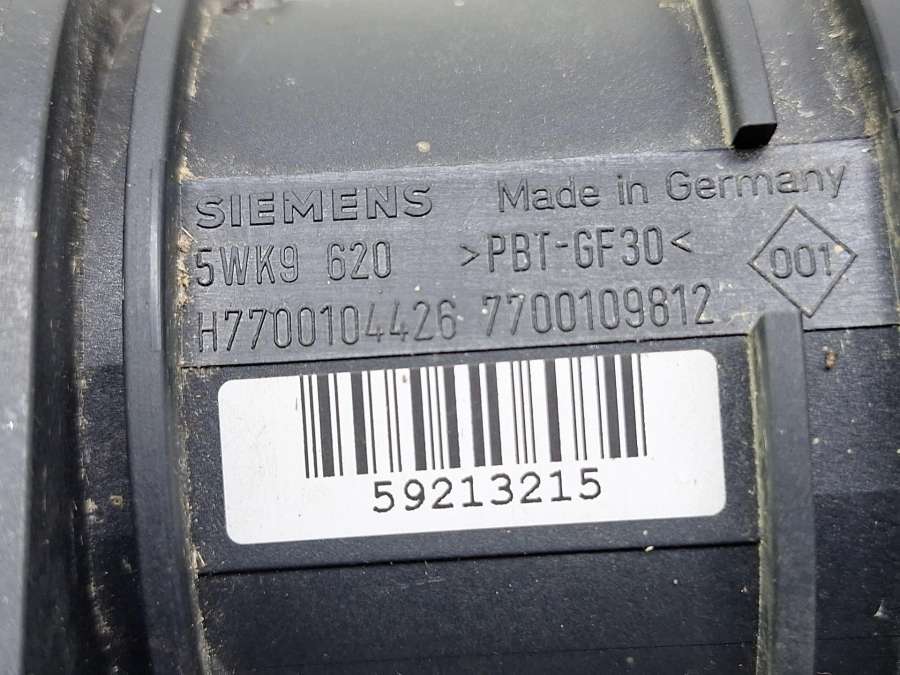 SIEMENS Made in Germany
5WK9 620 >PBT-GF30< 001
H7700104426 7700109812
59213215